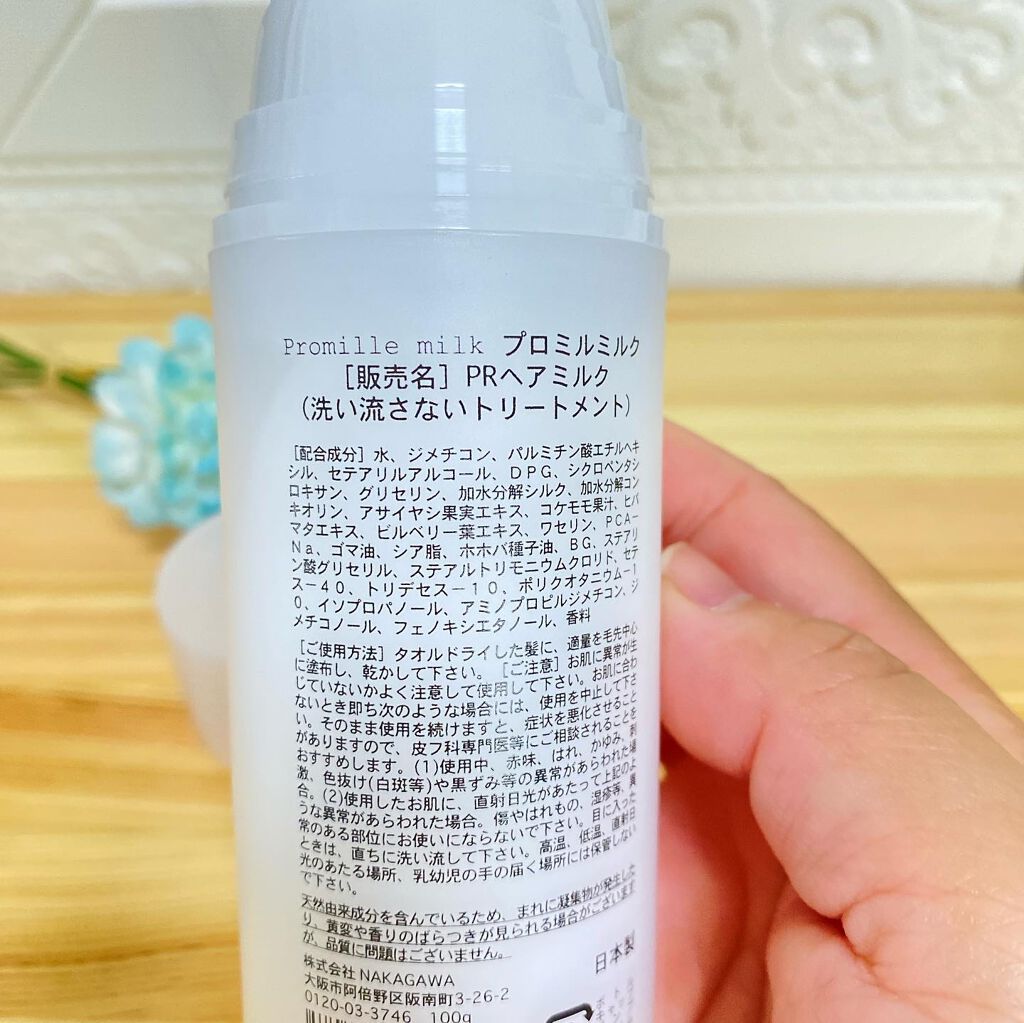 Promille milk プロミルミルク
［販売名］PRヘアミルク
（洗い流さないトリートメント）
［配合成分］水、ジメチコン、パルミチン酸エチルヘキ
シル、セテアリルアルコール、ＤＰＧ、シクロペンタシ
ロキサン、グリセリン、加水分解シルク、加水分解コン
キオリン、アサイヤシ果実エキス、コケモモ果汁、ヒバ
マタエキス、ビルベリー葉エキス、ワセリン、ＰＣＡ－
Ｎａ、ゴマ油、シア脂、ホホバ種子油、ＢＧ、ステアリ
ン酸グリセリル、ステアルトリモニウムクロリド、セテ
ス－４０、トリデセス－１０、ポリクオタニウム－１
０、イソプロパノール、アミノプロピルジメチコン、ジ
メチコノール、フェノキシエタノール、香料
［ご使用方法］タオルドライした髪に、適量を毛先中心
に塗布し、乾かして下さい。［ご注意］お肌に異常が生
じていないかよく注意して使用して下さい。お肌に合わ
ないとき即ち次のような場合には、使用を中止して下さ
い。そのまま使用を続けますと、症状を悪化させること
がありますので、皮フ科専門医等にご相談されることを
おすすめします。(1)使用中、赤味、はれ、かゆみ、刺
激、色抜け(白斑等)や黒ずみ等の異常があらわれた場
合。(2)使用したお肌に、直射日光があたって上記のよ
うな異常があらわれた場合。傷やはれもの、湿疹等、異
常のある部位にお使いにならないで下さい。目に入った
ときは、直ちに洗い流して下さい。高温、低温、直射日
光のあたる場所、乳幼児の手の届く場所には保管しない
で下さい。
天然由来成分を含んでいるため、まれに凝集物が発生した
り、黄変や香りのばらつきが見られる場合がございます
が、品質に問題はございません。
日本製
株式会社 NAKAGAWA
大阪市阿倍野区阪南町3-26-2
0120-03-3746 100g